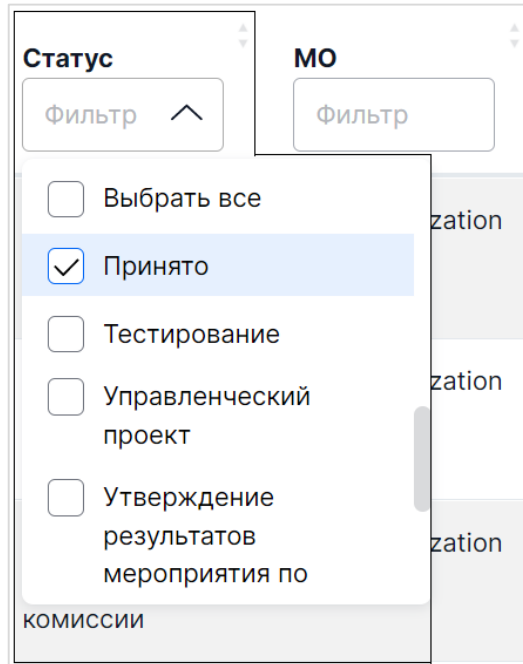 Статус
МО
Фильтр
Фильтр
Выбрать все
zation
Принято
Тестирование
Управленческий
zation
проект
Утверждение
результатов
zation
мероприятия по
комиссии